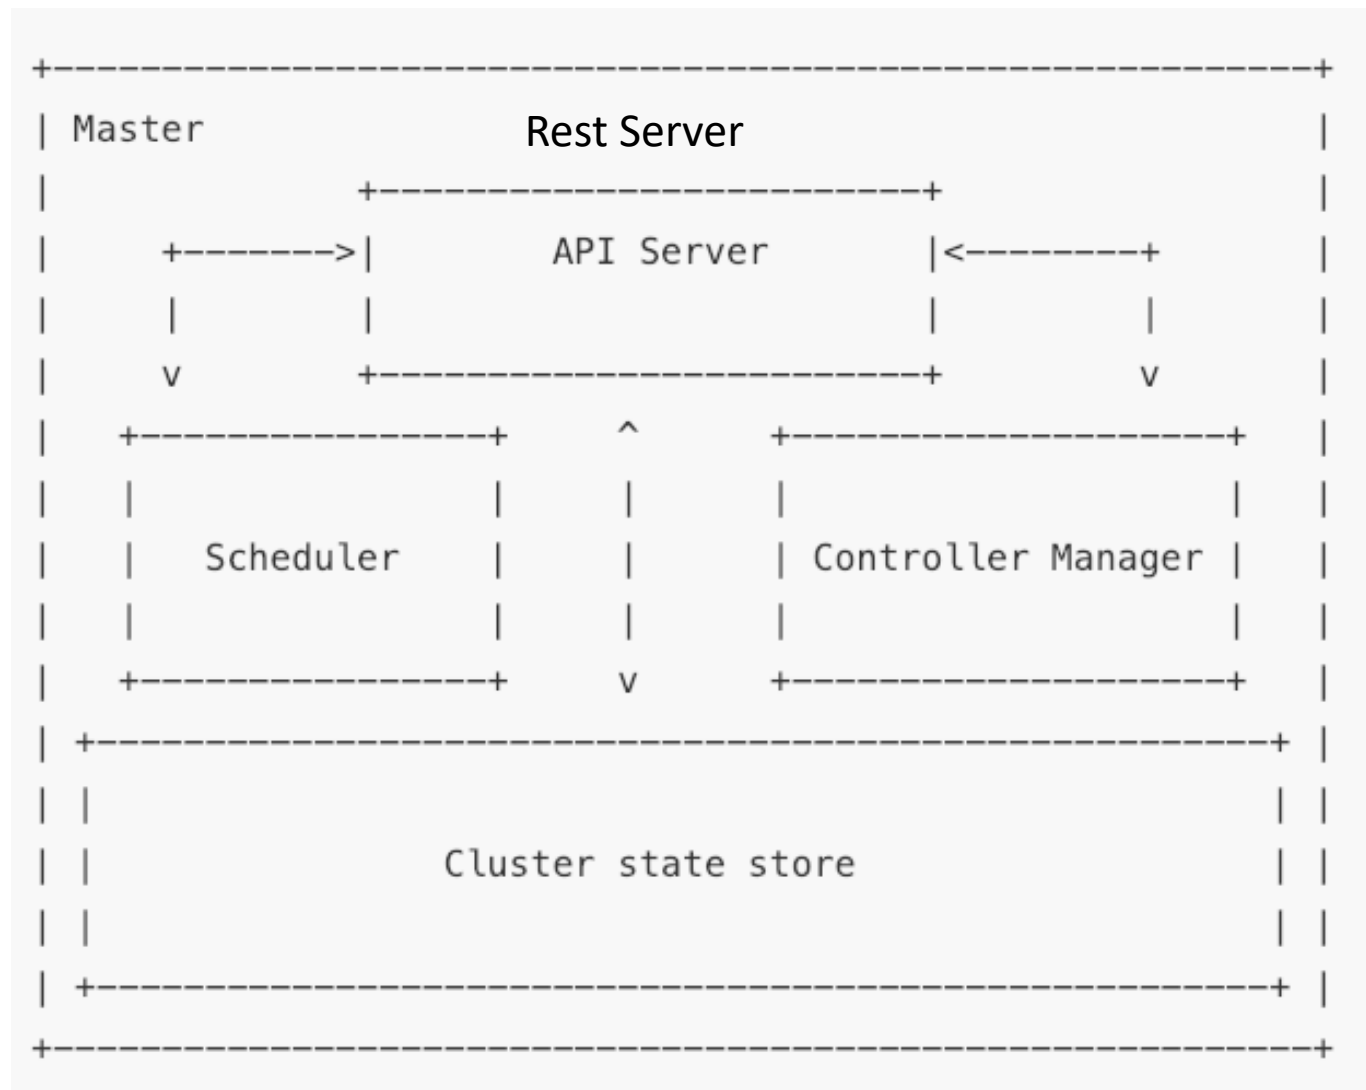 Master
Rest Server
API Server
Scheduler
Controller Manager
Cluster state store